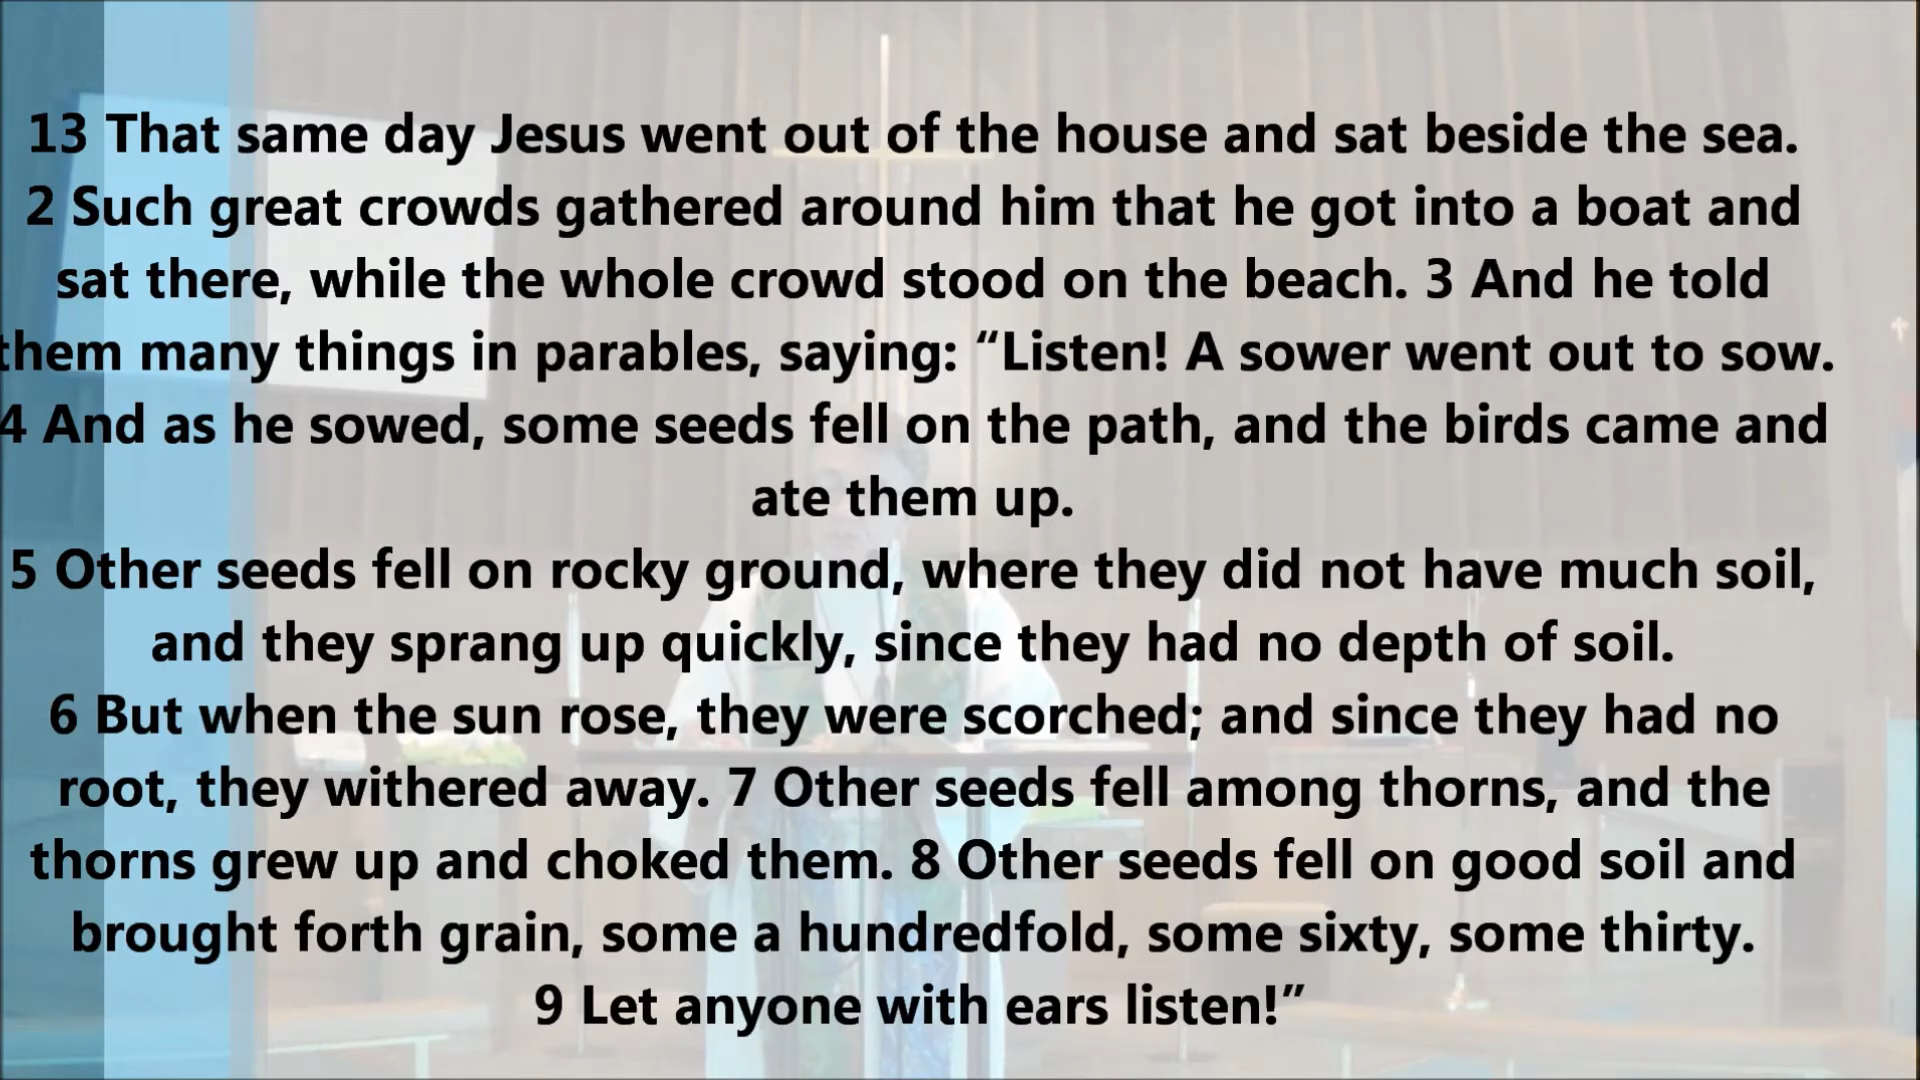 13 That same day Jesus went out of the house and sat beside the sea.
2 Such great crowds gathered around him that he got into a boat and
sat there, while the whole crowd stood on the beach. 3 And he told
them many things in parables, saying: “Listen! A sower went out to sow.
4 And as he sowed, some seeds fell on the path, and the birds came and
ate them up.
5 Other seeds fell on rocky ground, where they did not have much soil,
and they sprang up quickly, since they had no depth of soil.
6 But when the sun rose, they were scorched; and since they had no
root, they withered away. 7 Other seeds fell among thorns, and the
thorns grew up and choked them. 8 Other seeds fell on good soil and
brought forth grain, some a hundredfold, some sixty, some thirty.
9 Let anyone with ears listen!”